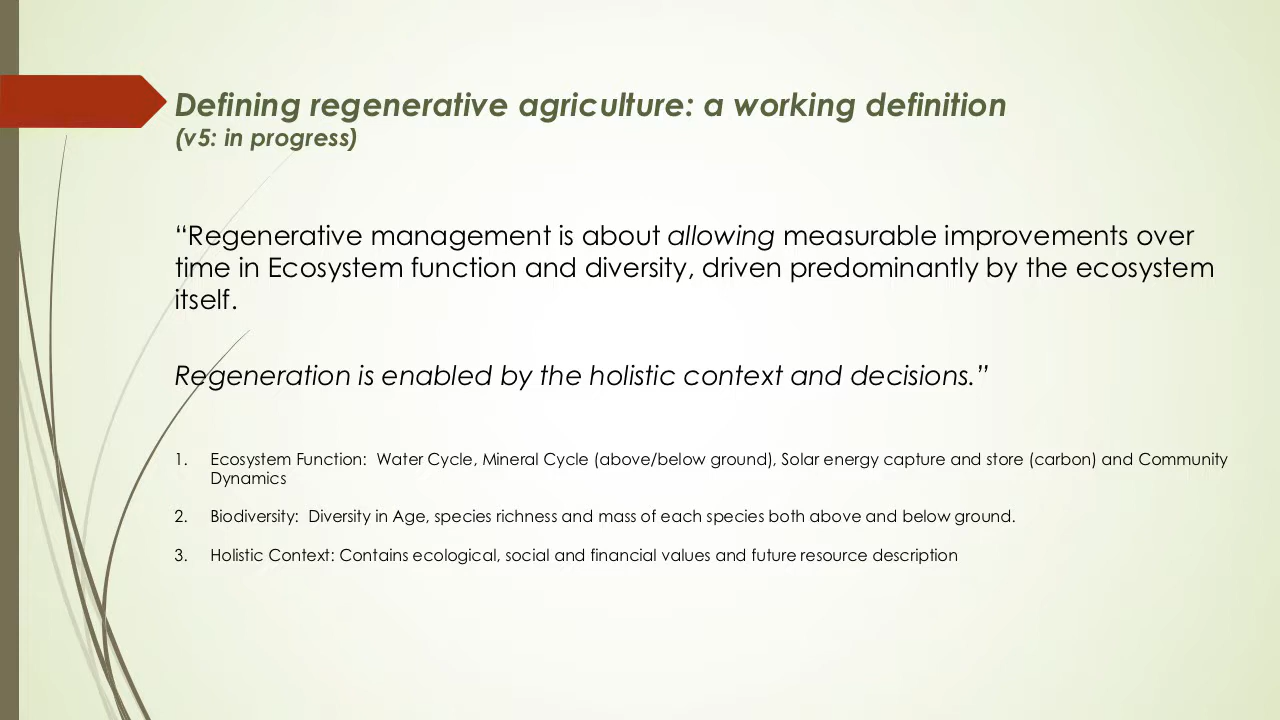 Defining regenerative agriculture: a working definition
(v5: in progress)
“Regenerative management is about allowing measurable improvements over
time in Ecosystem function and diversity, driven predominantly by the ecosystem
itself.
Regeneration is enabled by the holistic context and decisions.”
1. Ecosystem Function:  Water Cycle, Mineral Cycle (above/below ground), Solar energy capture and store (carbon) and Community
Dynamics
2. Biodiversity:  Diversity in Age, species richness and mass of each species both above and below ground.
3. Holistic Context: Contains ecological, social and financial values and future resource description